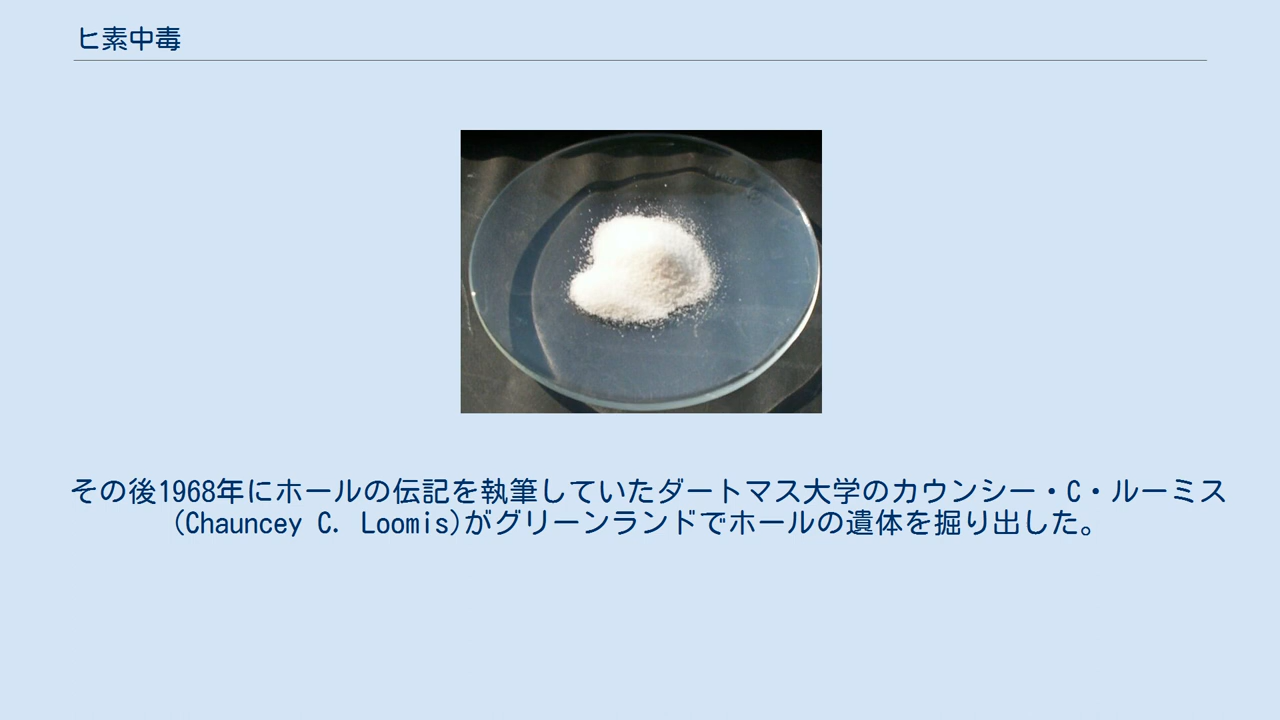 ヒ素中毒
その後1968年にホールの伝記を執筆していたダートマス大学のカウンシー・C・ルーミス
(Chauncey C. Loomis)がグリーンランドでホールの遺体を掘り出した。